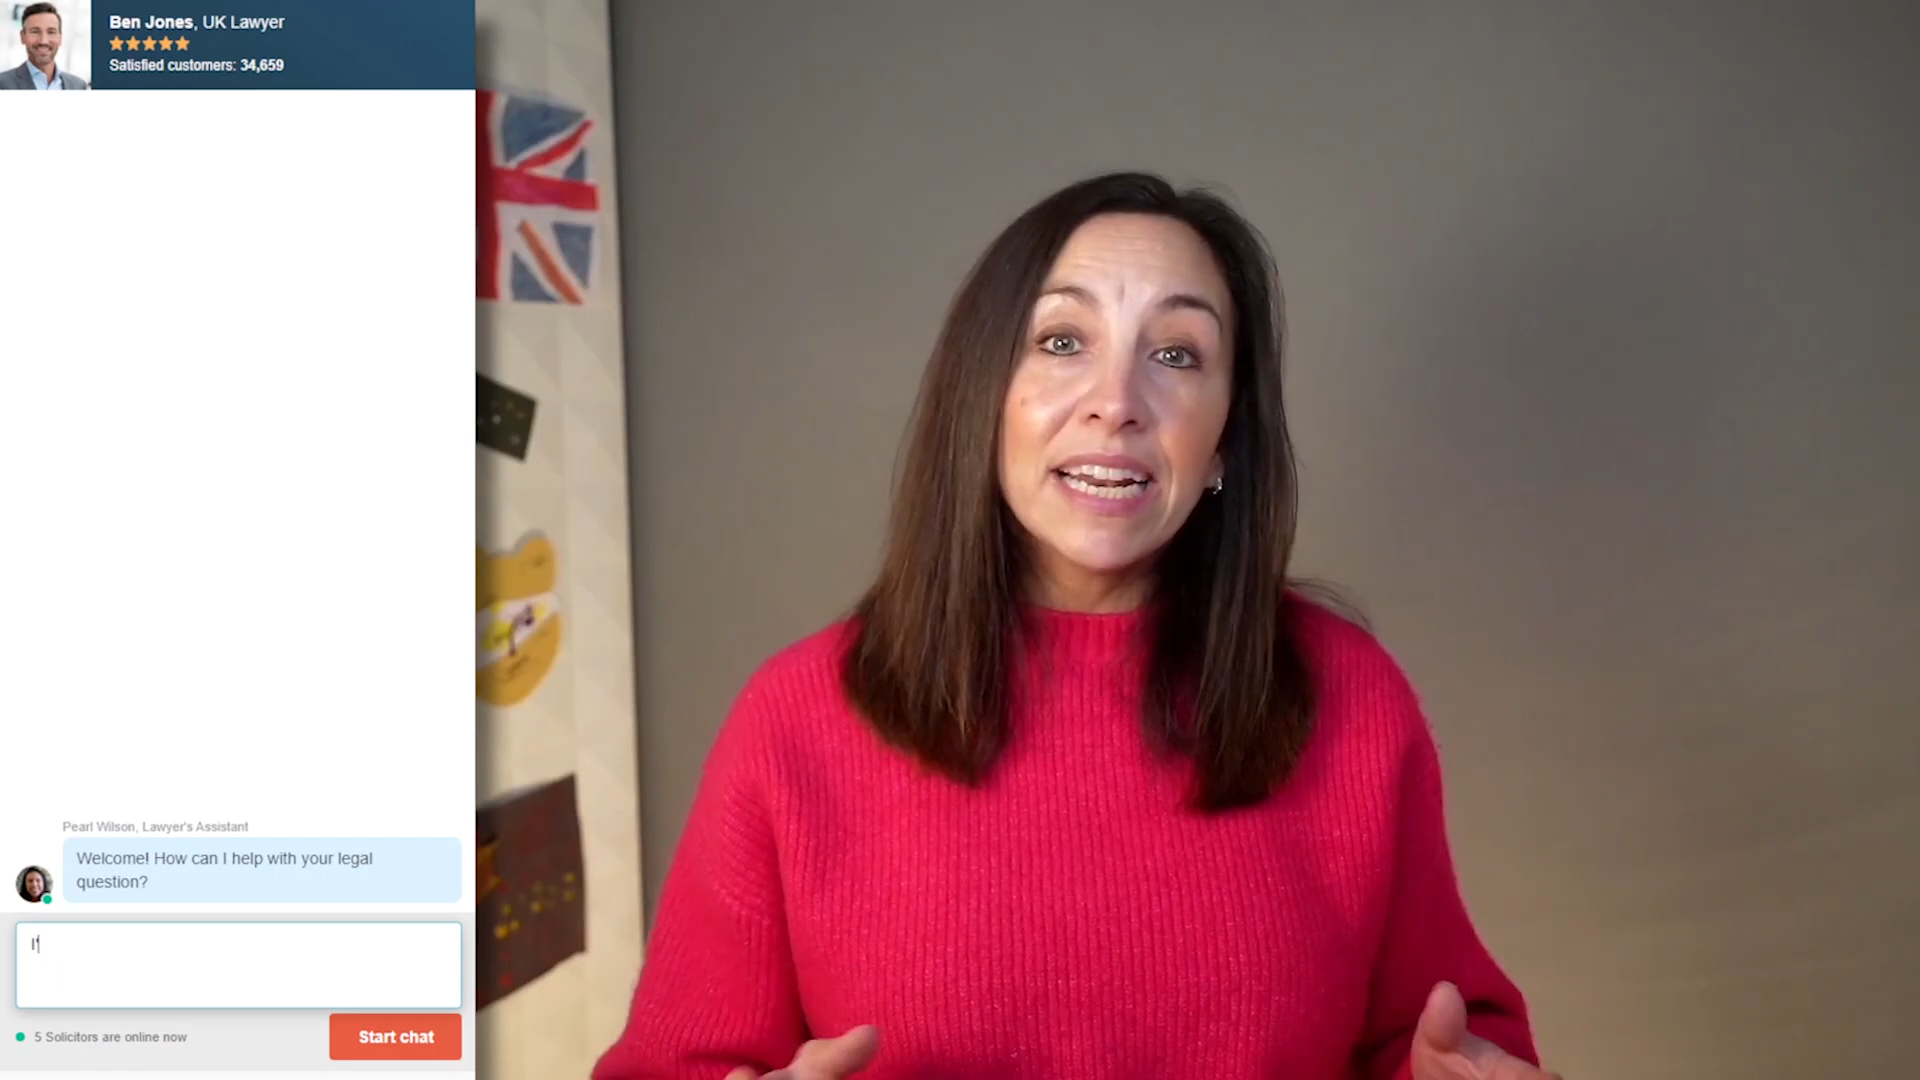 Ben Jones, UK Lawyer
Satisfied customers: 34,659
Pearl Wilson, Lawyer's Assistant
Welcome! How can I help with your legal
question?
I'
5 Solicitors are online now
Start chat